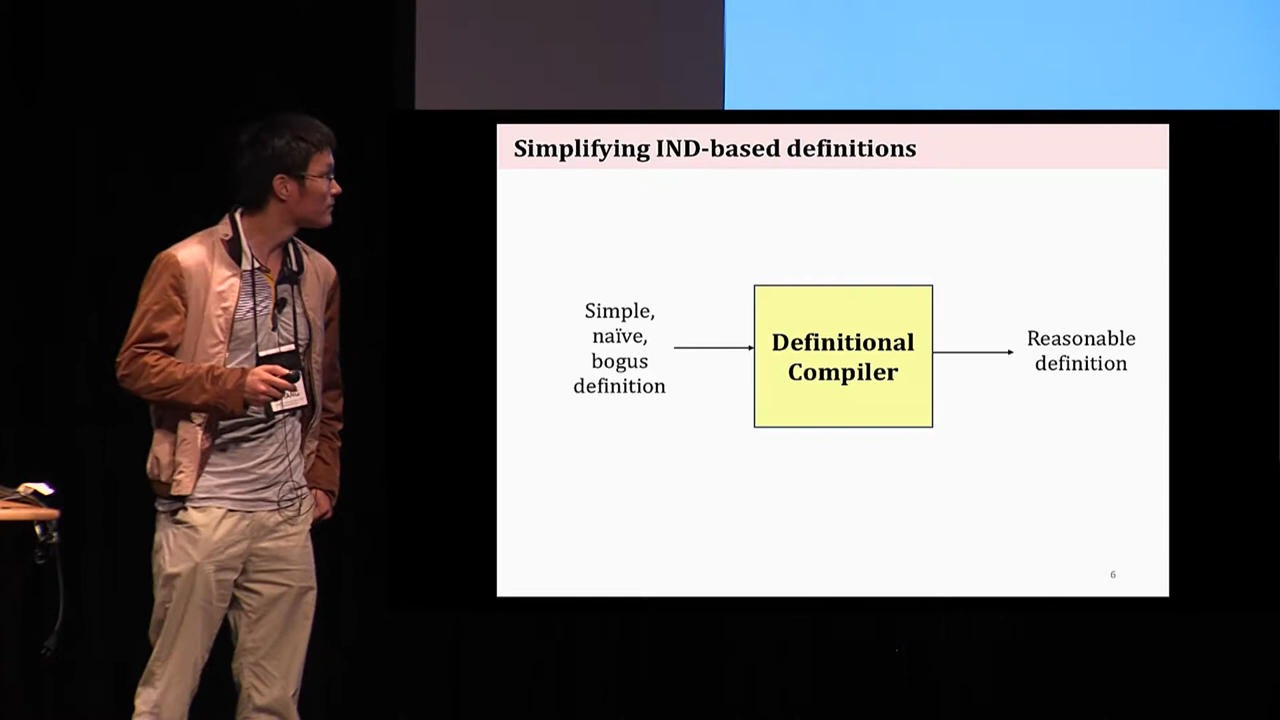 Simplifying IND-based definitions
Simple,
naïve,
bogus
definition
Definitional
Compiler
Reasonable
definition
6